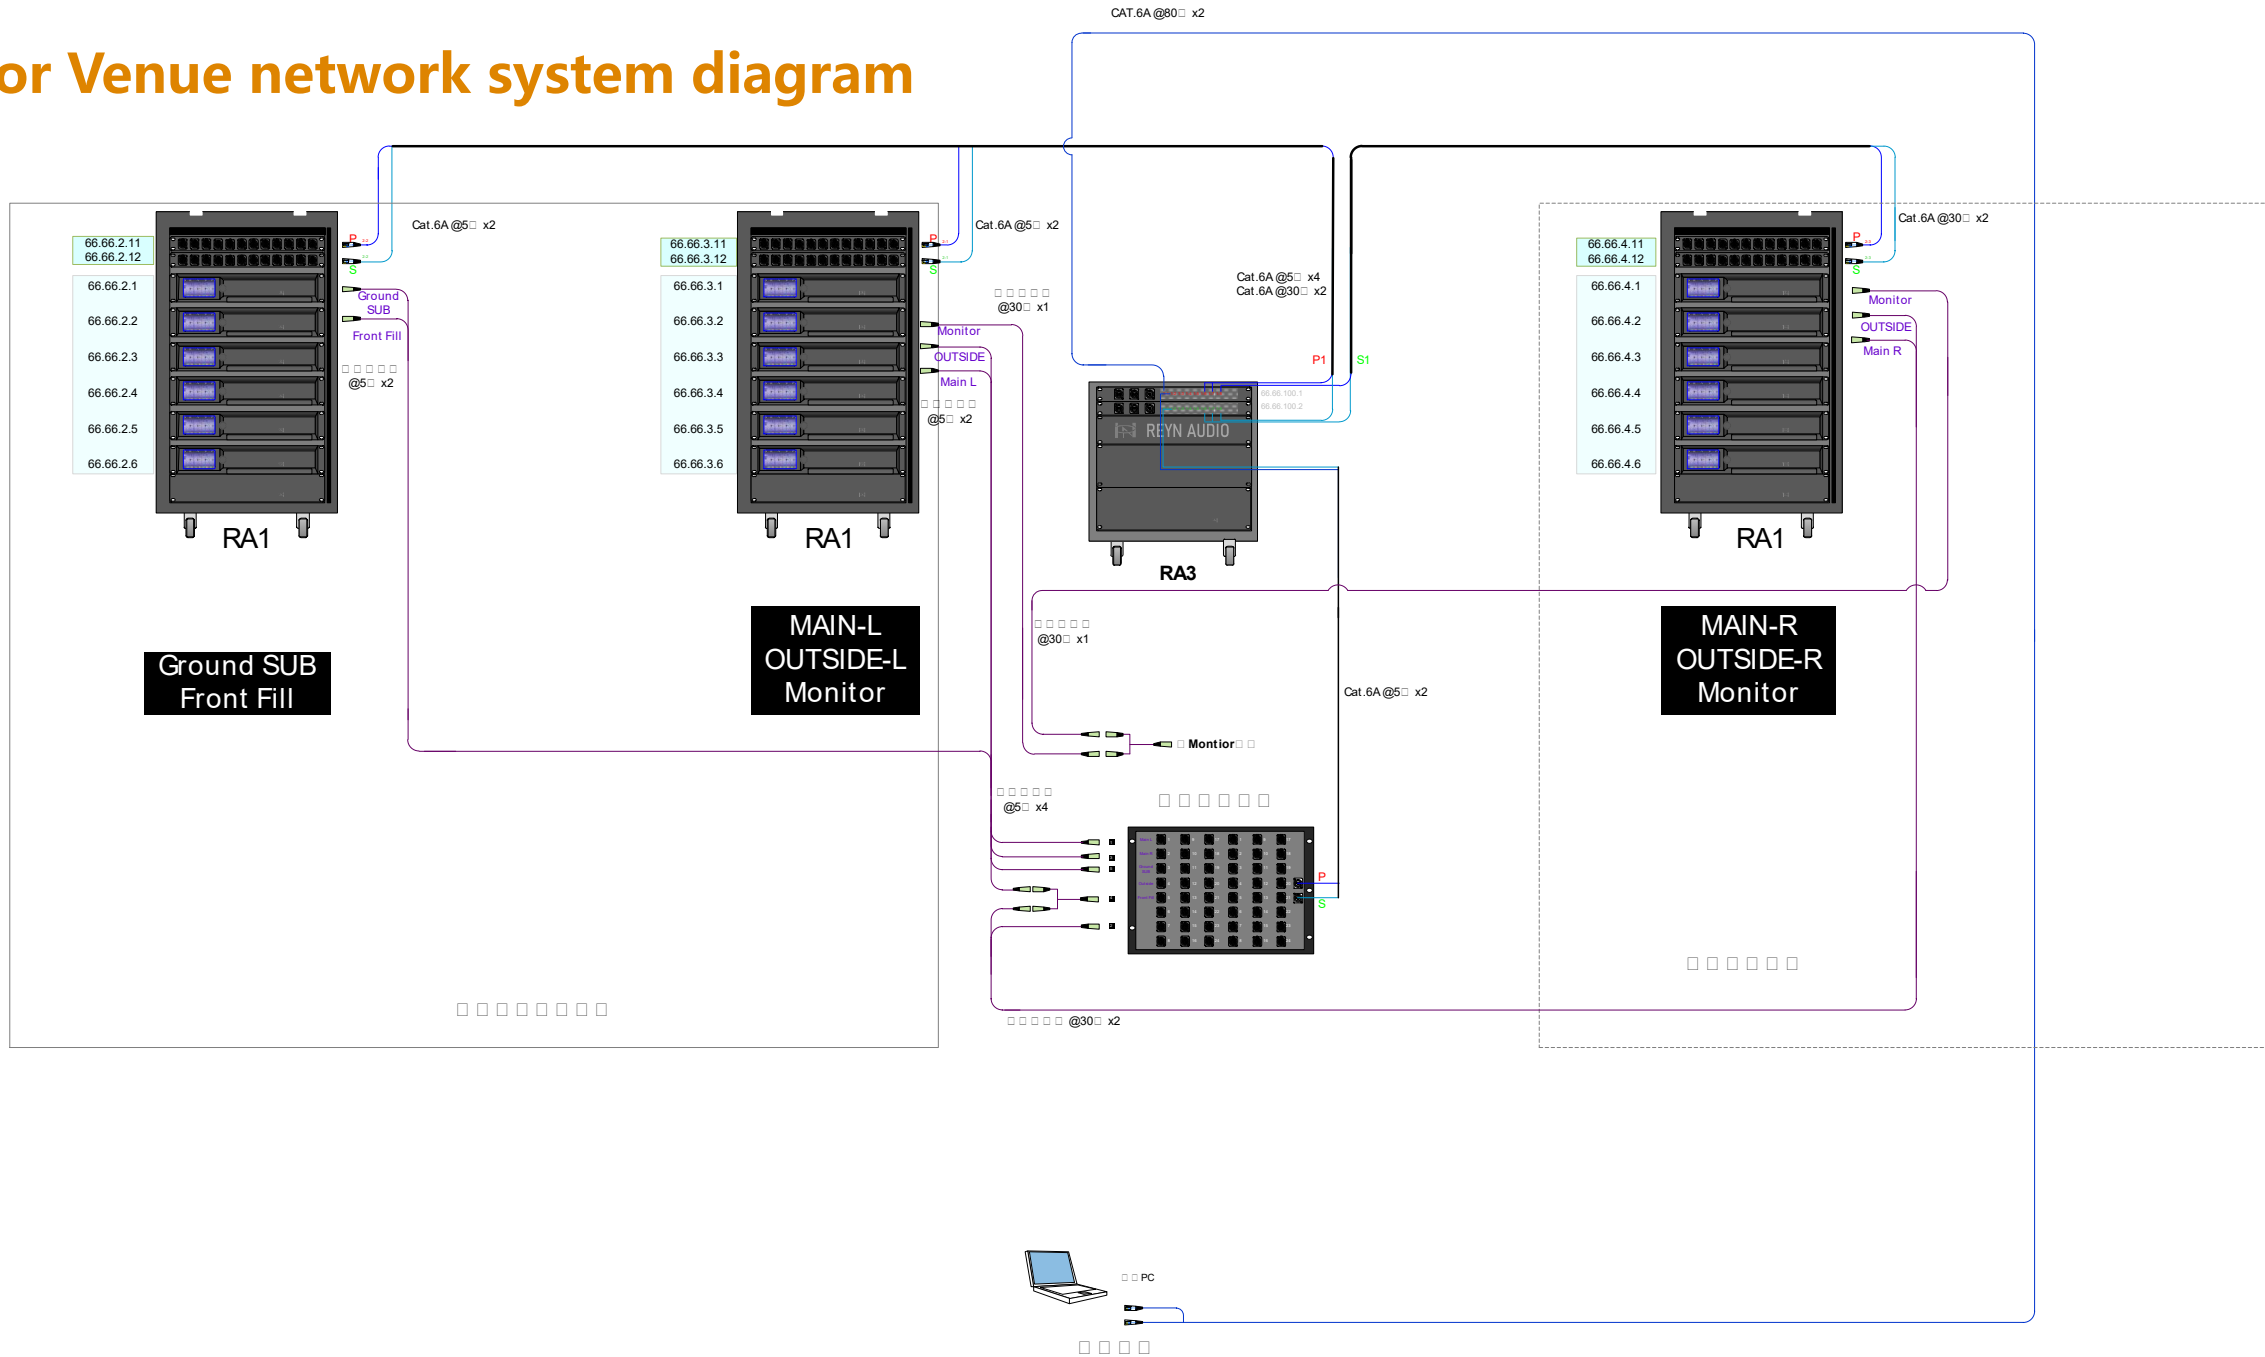 CAT.6A@80 x2
or Venue network system diagram
Cat.6A@5 x2
Cat.6A@5 x2
Cat.6A@30 x2
66.66.2.11
66.66.2.12
66.66.2.1
66.66.2.2
66.66.2.3
66.66.2.4
66.66.2.5
66.66.2.6
P
S
Ground
SUB
Front Fill
@5 x2
RA1
Ground SUB
Front Fill
66.66.3.11
66.66.3.12
66.66.3.1
66.66.3.2
66.66.3.3
66.66.3.4
66.66.3.5
66.66.3.6
P
S
Monitor
OUTSIDE
Main L
@5 x2
@30 x1
RA1
MAIN-L
OUTSIDE-L
Monitor
Cat.6A@5 x4
Cat.6A@30 x2
P1
S1
66.66.100.1
66.66.100.2
REYN AUDIO
RA3
66.66.4.11
66.66.4.12
66.66.4.1
66.66.4.2
66.66.4.3
66.66.4.4
66.66.4.5
66.66.4.6
P
S
Monitor
OUTSIDE
Main R
RA1
MAIN-R
OUTSIDE-R
Monitor
@30 x1
Cat.6A@5 x2
Montior
@5 x4
P
S
@30 x2
PC